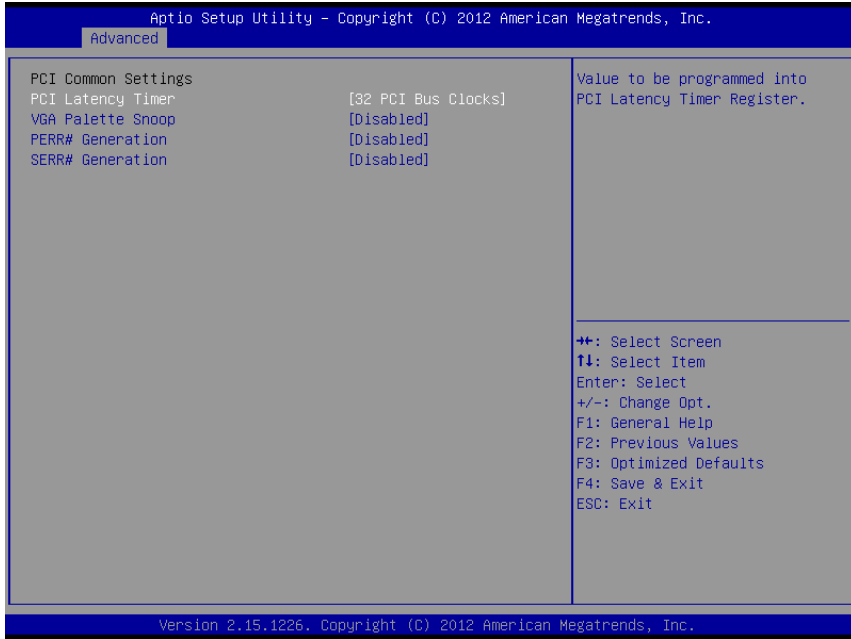 Aptio Setup Utility – Copyright (C) 2012 American Megatrends, Inc.
Advanced
PCI Common Settings
PCI Latency Timer [32 PCI Bus Clocks]
VGA Palette Snoop [Disabled]
PERR# Generation [Disabled]
SERR# Generation [Disabled]
Value to be programmed into
PCI Latency Timer Register.
→←: Select Screen
↑↓: Select Item
Enter: Select
+/-: Change Opt.
F1: General Help
F2: Previous Values
F3: Optimized Defaults
F4: Save & Exit
ESC: Exit
Version 2.15.1226. Copyright (C) 2012 American Megatrends, Inc.